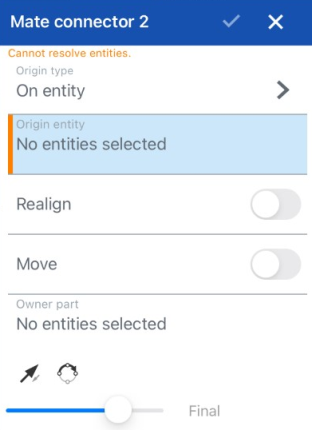 Mate connector 2
Cannot resolve entities.
Origin type
On entity
Origin entity
No entities selected
Realign
Move
Owner part
No entities selected
Final